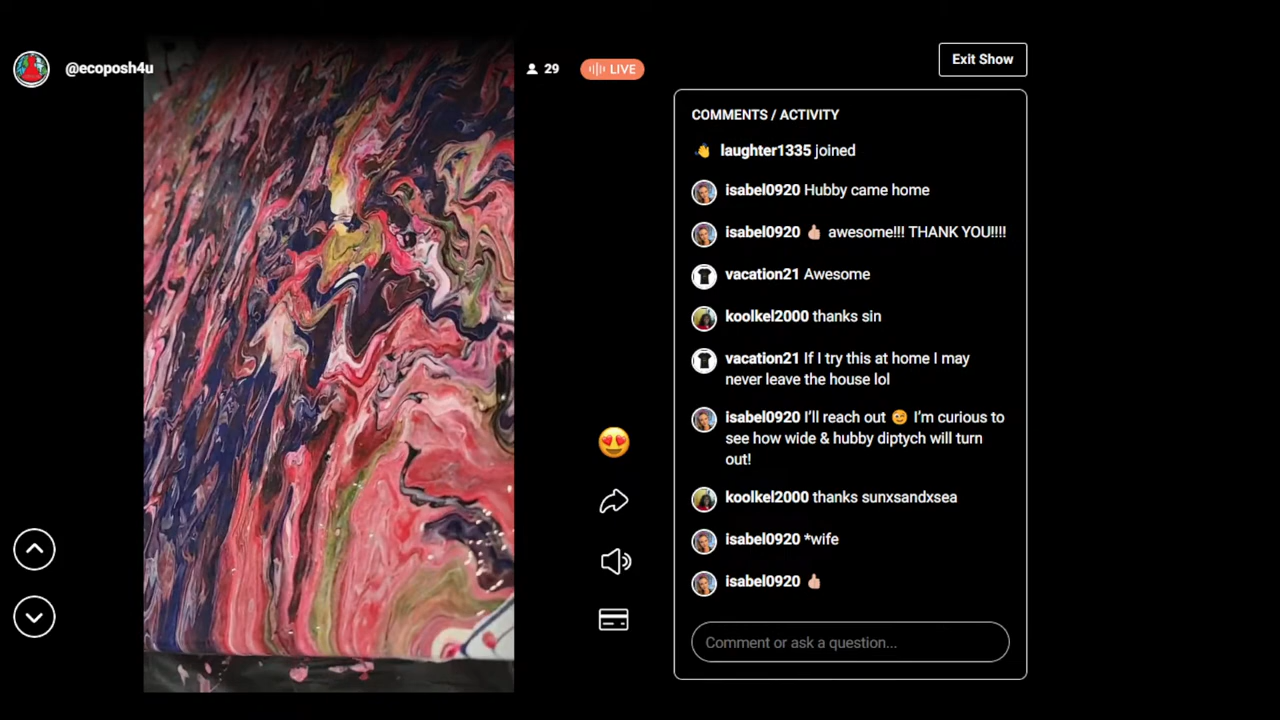 @ecoposh4u
29
LIVE
Exit Show
COMMENTS / ACTIVITY
laughter1335 joined
isabel0920 Hubby came home
isabel0920 👍🏼 awesome!!! THANK YOU!!!!
vacation21 Awesome
koolkel2000 thanks sin
vacation21 If I try this at home I may
never leave the house lol
isabel0920 I'll reach out 😉 I'm curious to
see how wide & hubby diptych will turn
out!
koolkel2000 thanks sunxsandxsea
isabel0920 *wife
isabel0920 👍🏼
Comment or ask a question...